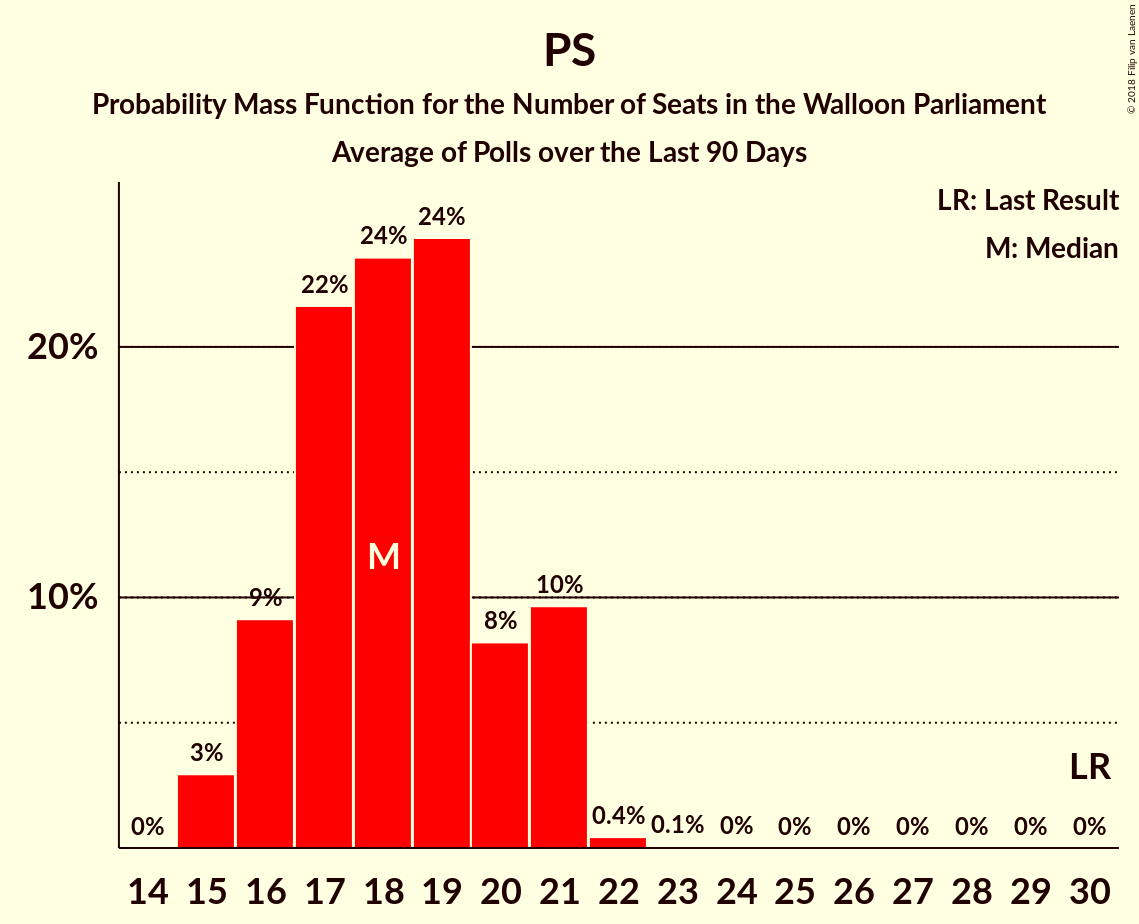 PS
Probability Mass Function for the Number of Seats in the Walloon Parliament
Average of Polls over the Last 90 Days
© 2018 Filip van Laenen
LR: Last Result
M: Median
24%
24%
22%
20%
M
10%
9%
10%
8%
3%
LR
0%
0.4%
0.1%
0%
0%
0%
0%
0%
0%
0%
14 15 16 17 18 19 20 21 22 23 24 25 26 27 28 29 30